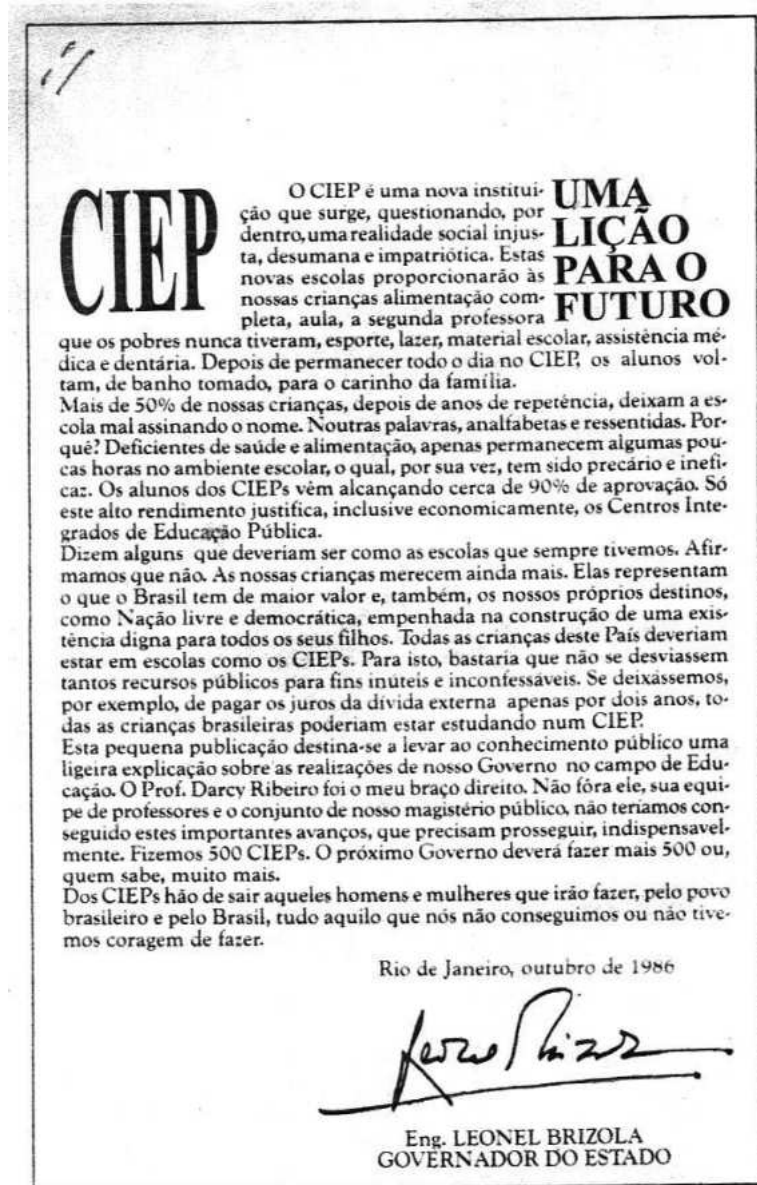 CIEP
UMA
LIÇÃO
PARA O
FUTURO
O CIEP é uma nova institui-
ção que surge, questionando, por
dentro, uma realidade social injus-
ta, desumana e impatriótica. Estas
novas escolas proporcionarão às
nossas crianças alimentação com-
pleta, aula, a segunda professora
que os pobres nunca tiveram, esporte, lazer, material escolar, assistência mé-
dica e dentária. Depois de permanecer todo o dia no CIEP, os alunos vol-
tam, de banho tomado, para o carinho da família.
Mais de 50% de nossas crianças, depois de anos de repetência, deixam a es-
cola mal assinando o nome. Noutras palavras, analfabetas e ressentidas. Por-
quê? Deficientes de saúde e alimentação, apenas permanecem algumas pou-
cas horas no ambiente escolar, o qual, por sua vez, tem sido precário e inefi-
caz. Os alunos dos CIEPs vêm alcançando cerca de 90% de aprovação. Só
este alto rendimento justifica, inclusive economicamente, os Centros Inte-
grados de Educação Pública.
Dizem alguns que deveriam ser como as escolas que sempre tivemos. Afir-
mamos que não. As nossas crianças merecem ainda mais. Elas representam
o que o Brasil tem de maior valor e, também, os nossos próprios destinos,
como Nação livre e democrática, empenhada na construção de uma exis-
tência digna para todos os seus filhos. Todas as crianças deste País deveriam
estar em escolas como os CIEPs. Para isto, bastaria que não se desviassem
tantos recursos públicos para fins inúteis e inconfessáveis. Se deixássemos,
por exemplo, de pagar os juros da dívida externa apenas por dois anos, to-
das as crianças brasileiras poderiam estar estudando num CIEP.
Esta pequena publicação destina-se a levar ao conhecimento público uma
ligeira explicação sobre as realizações de nosso Governo no campo de Edu-
cação. O Prof. Darcy Ribeiro foi o meu braço direito. Não fôra ele, sua equi-
pe de professores e o conjunto de nosso magistério público, não teríamos con-
seguido estes importantes avanços, que precisam prosseguir, indispensavel-
mente. Fizemos 500 CIEPs. O próximo Governo deverá fazer mais 500 ou,
quem sabe, muito mais.
Dos CIEPs hão de sair aqueles homens e mulheres que irão fazer, pelo povo
brasileiro e pelo Brasil, tudo aquilo que nós não conseguimos ou não tive-
mos coragem de fazer.
Rio de Janeiro, outubro de 1986
Eng. LEONEL BRIZOLA
GOVERNADOR DO ESTADO